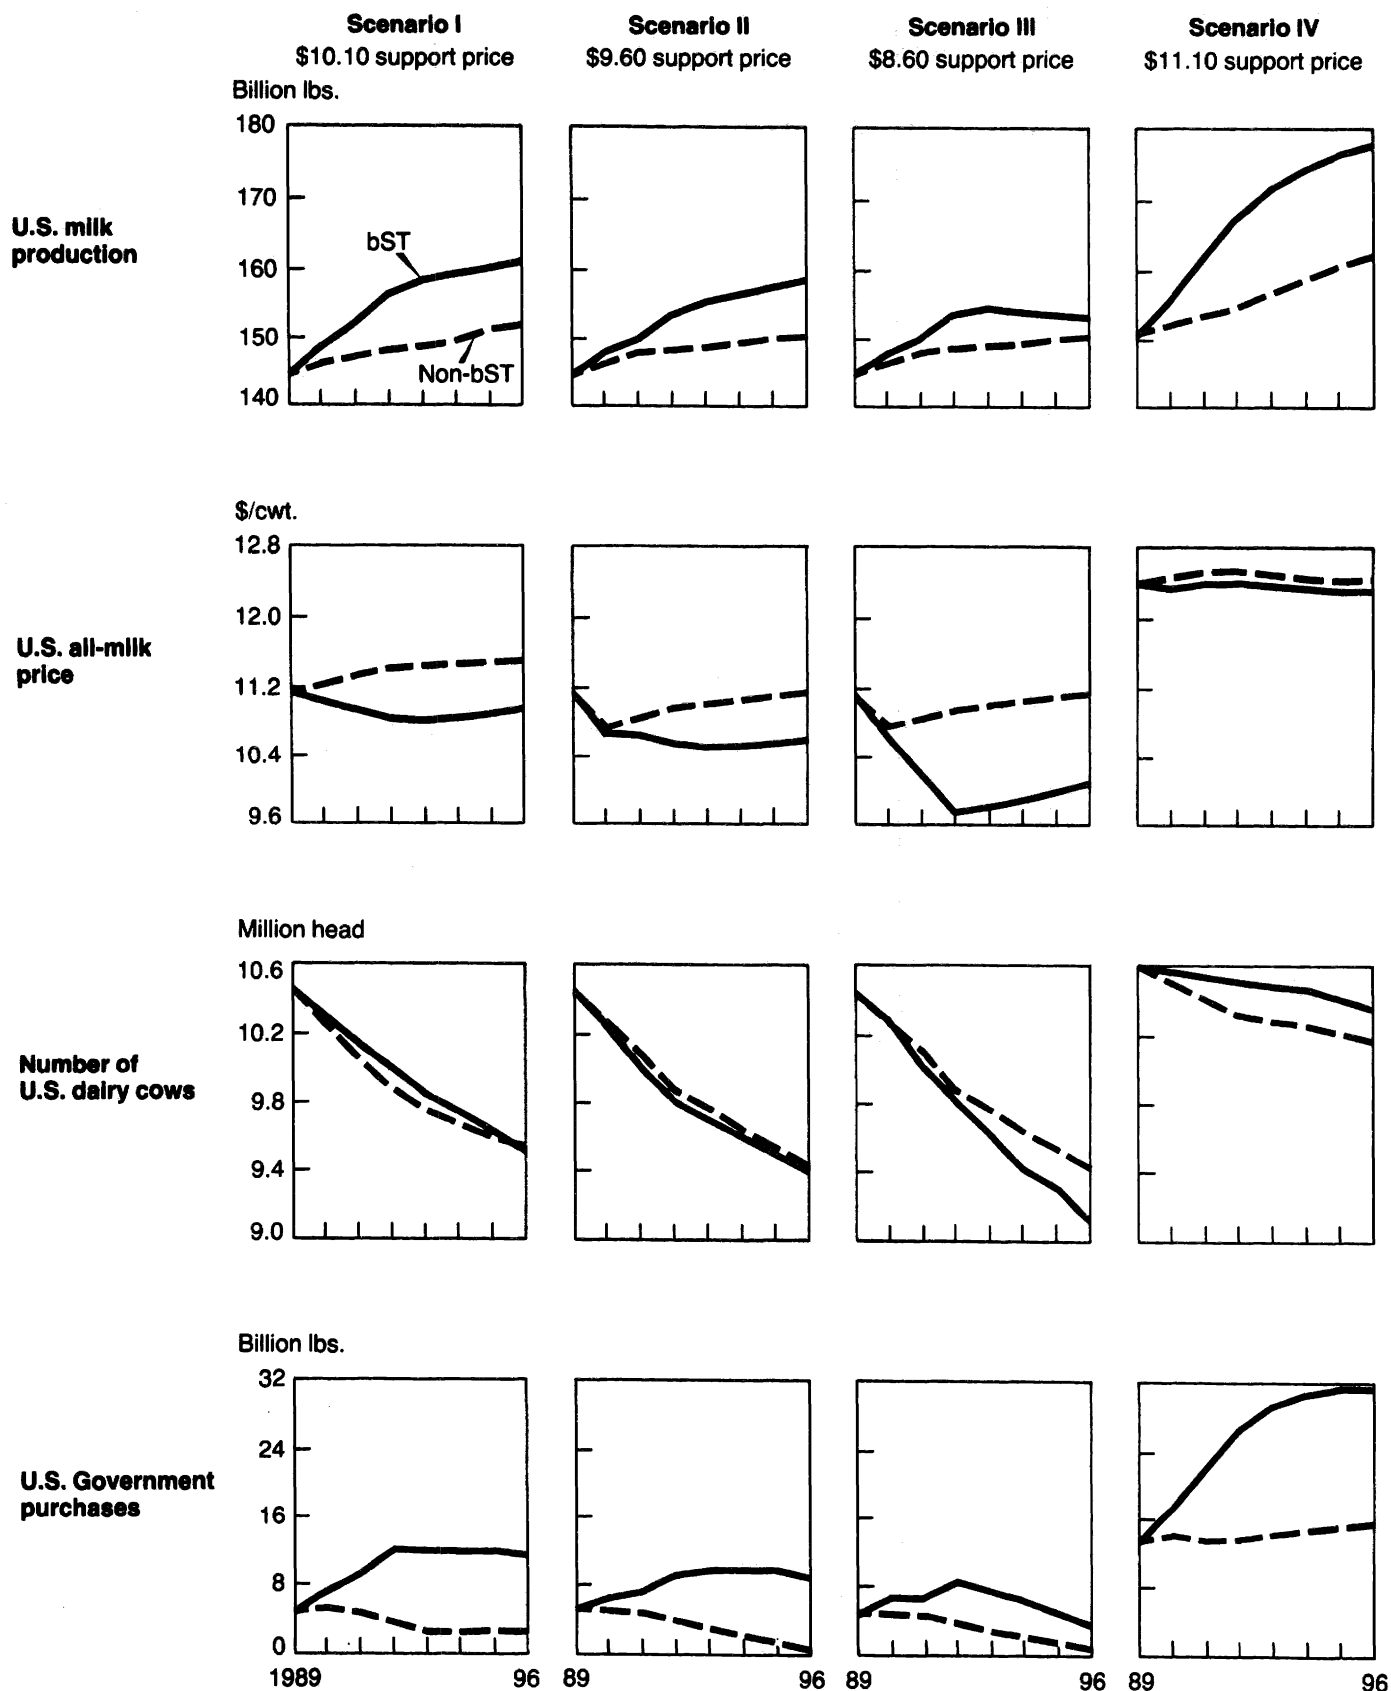 Scenario I
$10.10 support price
Scenario II
$9.60 support price
Scenario III
$8.60 support price
Scenario IV
$11.10 support price
Billion lbs.
180
170
160
150
140
U.S. milk
production
bST
Non-bST
$/cwt.
12.8
12.0
11.2
10.4
9.6
U.S. all-milk
price
Million head
10.6
10.2
9.8
9.4
9.0
Number of
U.S. dairy cows
Billion lbs.
32
24
16
8
0
U.S. Government
purchases
1989 96 89 96 89 96 89 96